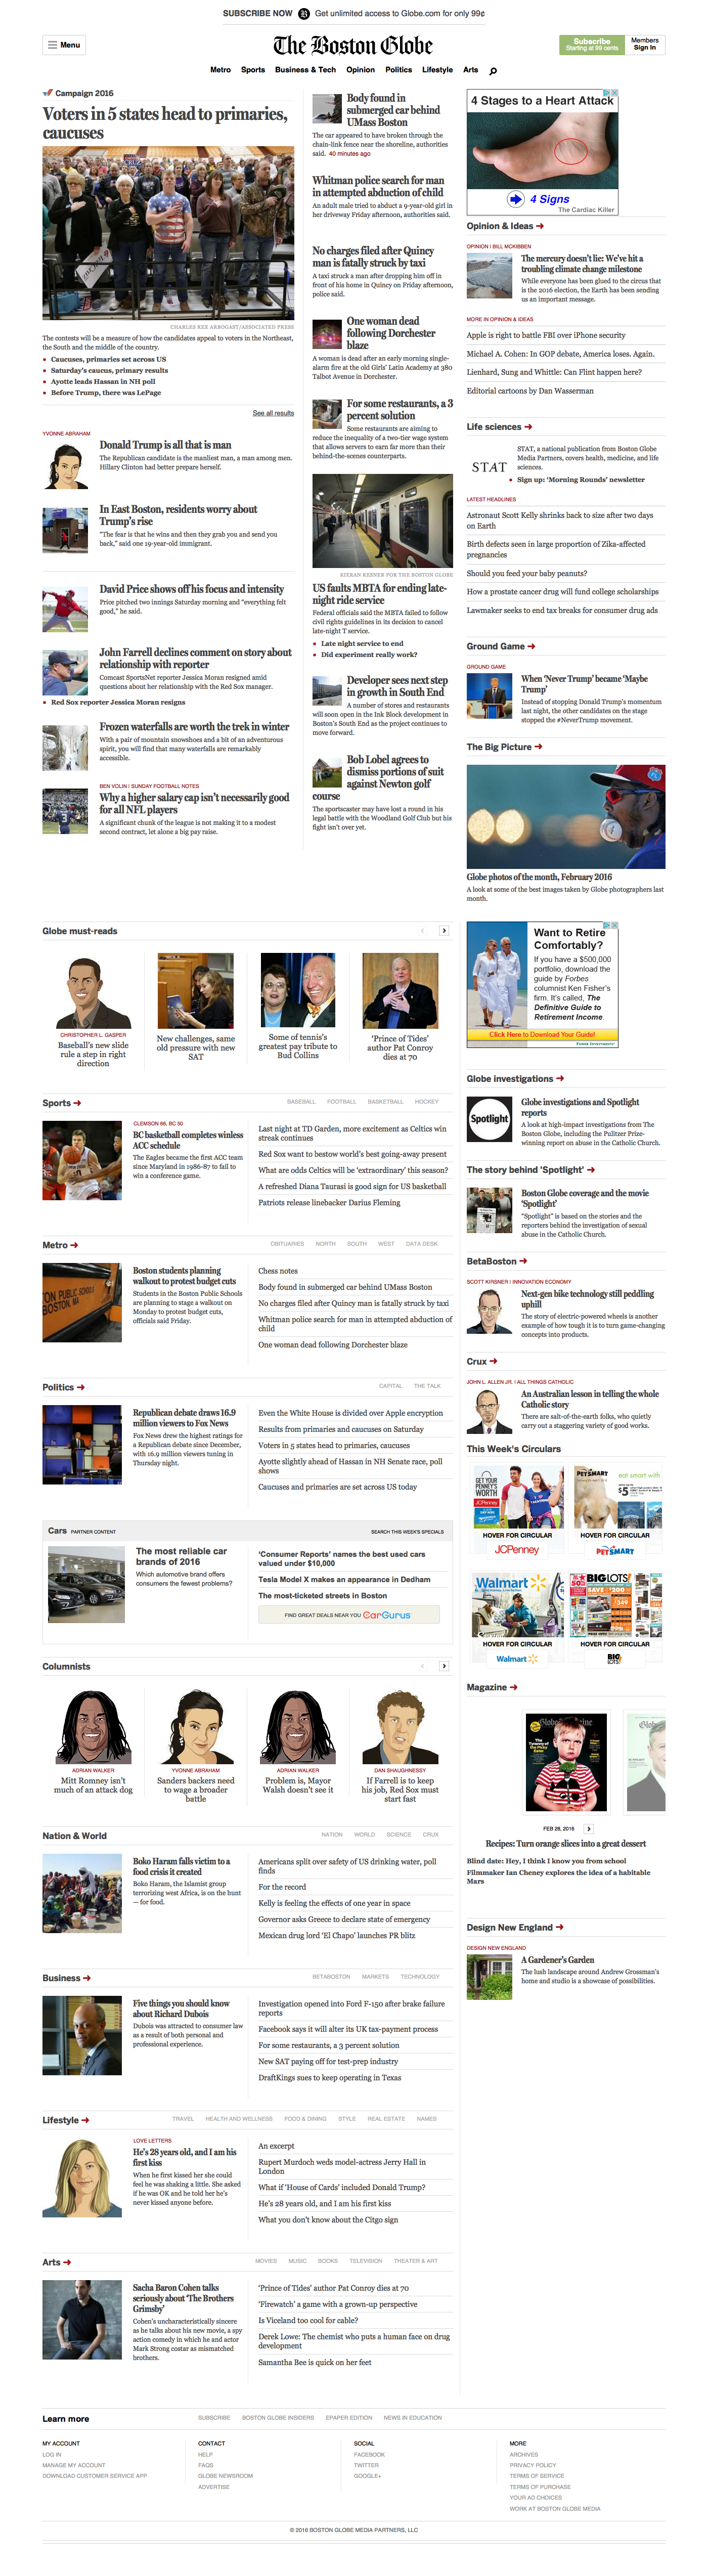 SUBSCRIBE NOW Get unlimited access to Globe.com for only 99¢
Menu
The Boston Globe
Subscribe
Starting at 99 cents
Members
Sign In
Metro Sports Business & Tech Opinion Politics Lifestyle Arts
Campaign 2016
Voters in 5 states head to primaries,
caucuses
CHARLES REX ARBOGAST/ASSOCIATED PRESS
The contests will be a measure of how the candidates appeal to voters in the Northeast,
the South and the middle of the country.
Caucuses, primaries set across US
Saturday's caucus, primary results
Ayotte leads Hassan in NH poll
Before Trump, there was LePage
See all results
YVONNE ABRAHAM
Donald Trump is all that is man
The Republican candidate is the manliest man, a man among men.
Hillary Clinton had better prepare herself.
In East Boston, residents worry about
Trump's rise
"The fear is that he wins and then they grab you and send you
back," said one 19-year-old immigrant.
David Price shows off his focus and intensity
Price pitched two innings Saturday morning and "everything felt
good," he said.
John Farrell declines comment on story about
relationship with reporter
Comcast SportsNet reporter Jessica Moran resigned amid
questions about her relationship with the Red Sox manager.
Red Sox reporter Jessica Moran resigns
Frozen waterfalls are worth the trek in winter
With a pair of mountain snowshoes and a bit of an adventurous
spirit, you will find that many waterfalls are remarkably
accessible.
BEN VOLIN | SUNDAY FOOTBALL NOTES
Why a higher salary cap isn't necessarily good
for all NFL players
A significant chunk of the league is not making it to a modest
second contract, let alone a big pay raise.
Body found in
submerged car behind
UMass Boston
The car appeared to have broken through the
chain-link fence near the shoreline, authorities
said. 40 minutes ago
Whitman police search for man
in attempted abduction of child
An adult male tried to abduct a 9-year-old girl in
her driveway Friday afternoon, authorities said.
No charges filed after Quincy
man is fatally struck by taxi
A taxi struck a man after dropping him off in
front of his home in Quincy on Friday afternoon,
police said.
One woman dead
following Dorchester
blaze
A woman is dead after an early morning single-
alarm fire at the old Girls' Latin Academy at 380
Talbot Avenue in Dorchester.
For some restaurants, a 3
percent solution
Some restaurants are aiming to
reduce the inequality of a two-tier wage system
that allows servers to earn far more than their
behind-the-scenes counterparts.
KIERAN KESNER FOR THE BOSTON GLOBE
US faults MBTA for ending late-
night ride service
Federal officials said the MBTA failed to follow
civil rights guidelines in its decision to cancel
late-night T service.
Late night service to end
Did experiment really work?
Developer sees next step
in growth in South End
A number of stores and restaurants
will soon open in the Ink Block development in
Boston's South End as the project continues to
move forward.
Bob Lobel agrees to
dismiss portions of suit
against Newton golf
course
The sportscaster may have lost a round in his
legal battle with the Woodland Golf Club but his
fight isn't over yet.
4 Stages to a Heart Attack
4 Signs
The Cardiac Killer
Opinion & Ideas
OPINION | BILL MCKIBBEN
The mercury doesn't lie: We've hit a
troubling climate change milestone
While everyone has been glued to the circus that
is the 2016 election, the Earth has been sending
us an important message.
MORE IN OPINION & IDEAS
Apple is right to battle FBI over iPhone security
Michael A. Cohen: In GOP debate, America loses. Again.
Lienhard, Sung and Whittle: Can Flint happen here?
Editorial cartoons by Dan Wasserman
Life sciences
STAT
STAT, a national publication from Boston Globe
Media Partners, covers health, medicine, and life
sciences.
Sign up: 'Morning Rounds' newsletter
LATEST HEADLINES
Astronaut Scott Kelly shrinks back to size after two days
on Earth
Birth defects seen in large proportion of Zika-affected
pregnancies
Should you feed your baby peanuts?
How a prostate cancer drug will fund college scholarships
Lawmaker seeks to end tax breaks for consumer drug ads
Ground Game
GROUND GAME
When 'Never Trump' became 'Maybe
Trump'
Instead of stopping Donald Trump's momentum
last night, the other candidates on the stage
stopped the #NeverTrump movement.
The Big Picture
Globe photos of the month, February 2016
A look at some of the best images taken by Globe photographers last
month.
Want to Retire
Comfortably?
If you have a $500,000
portfolio, download the
guide by Forbes
columnist Ken Fisher's
firm. It's called, The
Definitive Guide to
Retirement Income.
Click Here to Download Your Guide!
FISHER INVESTMENTS
Globe must-reads
CHRISTOPHER L. GASPER
Baseball's new slide
rule a step in right
direction
New challenges, same
old pressure with new
SAT
Some of tennis's
greatest pay tribute to
Bud Collins
'Prince of Tides'
author Pat Conroy
dies at 70
Sports
BASEBALL FOOTBALL BASKETBALL HOCKEY
CLEMSON 66, BC 50
BC basketball completes winless
ACC schedule
The Eagles became the first ACC team
since Maryland in 1986-87 to fail to
win a conference game.
Last night at TD Garden, more excitement as Celtics win
streak continues
Red Sox want to bestow world's best going-away present
What are odds Celtics will be 'extraordinary' this season?
A refreshed Diana Taurasi is good sign for US basketball
Patriots release linebacker Darius Fleming
Metro
OBITUARIES NORTH SOUTH WEST DATA DESK
Boston students planning
walkout to protest budget cuts
Students in the Boston Public Schools
are planning to stage a walkout on
Monday to protest budget cuts,
officials said Friday.
Chess notes
Body found in submerged car behind UMass Boston
No charges filed after Quincy man is fatally struck by taxi
Whitman police search for man in attempted abduction of
child
One woman dead following Dorchester blaze
Politics
CAPITAL THE TALK
Republican debate draws 16.9
million viewers to Fox News
Fox News drew the highest ratings for
a Republican debate since December,
with 16.9 million viewers tuning in
Thursday night.
Even the White House is divided over Apple encryption
Results from primaries and caucuses on Saturday
Voters in 5 states head to primaries, caucuses
Ayotte slightly ahead of Hassan in NH Senate race, poll
shows
Caucuses and primaries are set across US today
Cars PARTNER CONTENT
SEARCH THIS WEEK'S SPECIALS
The most reliable car
brands of 2016
Which automotive brand offers
consumers the fewest problems?
'Consumer Reports' names the best used cars
valued under $10,000
Tesla Model X makes an appearance in Dedham
The most-ticketed streets in Boston
FIND GREAT DEALS NEAR YOU CarGurus
Columnists
ADRIAN WALKER
Mitt Romney isn't
much of an attack dog
YVONNE ABRAHAM
Sanders backers need
to wage a broader
battle
ADRIAN WALKER
Problem is, Mayor
Walsh doesn't see it
DAN SHAUGHNESSY
If Farrell is to keep
his job, Red Sox must
start fast
Nation & World
NATION WORLD SCIENCE CRUX
Boko Haram falls victim to a
food crisis it created
Boko Haram, the Islamist group
terrorizing west Africa, is on the hunt
— for food.
Americans split over safety of US drinking water, poll
finds
For the record
Kelly is feeling the effects of one year in space
Governor asks Greece to declare state of emergency
Mexican drug lord 'El Chapo' launches PR blitz
Business
BETABOSTON MARKETS TECHNOLOGY
Five things you should know
about Richard Dubois
Dubois was attracted to consumer law
as a result of both personal and
professional experience.
Investigation opened into Ford F-150 after brake failure
reports
Facebook says it will alter its UK tax-payment process
For some restaurants, a 3 percent solution
New SAT paying off for test-prep industry
DraftKings sues to keep operating in Texas
Lifestyle
TRAVEL HEALTH AND WELLNESS FOOD & DINING STYLE REAL ESTATE NAMES
LOVE LETTERS
He's 28 years old, and I am his
first kiss
When he first kissed her she could
feel he was shaking a little. She asked
if he was OK and he told her he's
never kissed anyone before.
An excerpt
Rupert Murdoch weds model-actress Jerry Hall in
London
What if 'House of Cards' included Donald Trump?
He's 28 years old, and I am his first kiss
What you don't know about the Citgo sign
Arts
MOVIES MUSIC BOOKS TELEVISION THEATER & ART
Sacha Baron Cohen talks
seriously about 'The Brothers
Grimsby'
Cohen's uncharacteristically sincere
as he talks about his new movie, a spy
action comedy in which he and actor
Mark Strong costar as mismatched
brothers.
'Prince of Tides' author Pat Conroy dies at 70
'Firewatch' a game with a grown-up perspective
Is Viceland too cool for cable?
Derek Lowe: The chemist who puts a human face on drug
development
Samantha Bee is quick on her feet
Globe investigations
Spotlight
Globe investigations and Spotlight
reports
A look at high-impact investigations from The
Boston Globe, including the Pulitzer Prize-
winning report on abuse in the Catholic Church.
The story behind 'Spotlight'
Boston Globe coverage and the movie
'Spotlight'
"Spotlight" is based on the stories and the
reporters behind the investigation of sexual
abuse in the Catholic Church.
BetaBoston
SCOTT KIRSNER | INNOVATION ECONOMY
Next-gen bike technology still peddling
uphill
The story of electric-powered wheels is another
example of how tough it is to turn game-changing
concepts into products.
Crux
JOHN L. ALLEN JR. | ALL THINGS CATHOLIC
An Australian lesson in telling the whole
Catholic story
There are salt-of-the-earth folks, who quietly
carry out a staggering variety of good works.
This Week's Circulars
GET YOUR
PENNEY'S
WORTH
JCPenney
HOVER FOR CIRCULAR
JCPenney
PETSMART
eat smart with
$5
HOVER FOR CIRCULAR
PETSMART
Walmart
HOVER FOR CIRCULAR
Walmart
BIG LOTS!
HOVER FOR CIRCULAR
BIG
LOTS!
Magazine
FEB 28, 2016
Recipes: Turn orange slices into a great dessert
Blind date: Hey, I think I know you from school
Filmmaker Ian Cheney explores the idea of a habitable
Mars
Design New England
DESIGN NEW ENGLAND
A Gardener's Garden
The lush landscape around Andrew Grossman's
home and studio is a showcase of possibilities.
Learn more
SUBSCRIBE BOSTON GLOBE INSIDERS EPAPER EDITION NEWS IN EDUCATION
MY ACCOUNT
LOG IN
MANAGE MY ACCOUNT
DOWNLOAD CUSTOMER SERVICE APP
CONTACT
HELP
FAQS
GLOBE NEWSROOM
ADVERTISE
SOCIAL
FACEBOOK
TWITTER
GOOGLE+
MORE
ARCHIVES
PRIVACY POLICY
TERMS OF SERVICE
TERMS OF PURCHASE
YOUR AD CHOICES
WORK AT BOSTON GLOBE MEDIA
© 2016 BOSTON GLOBE MEDIA PARTNERS, LLC